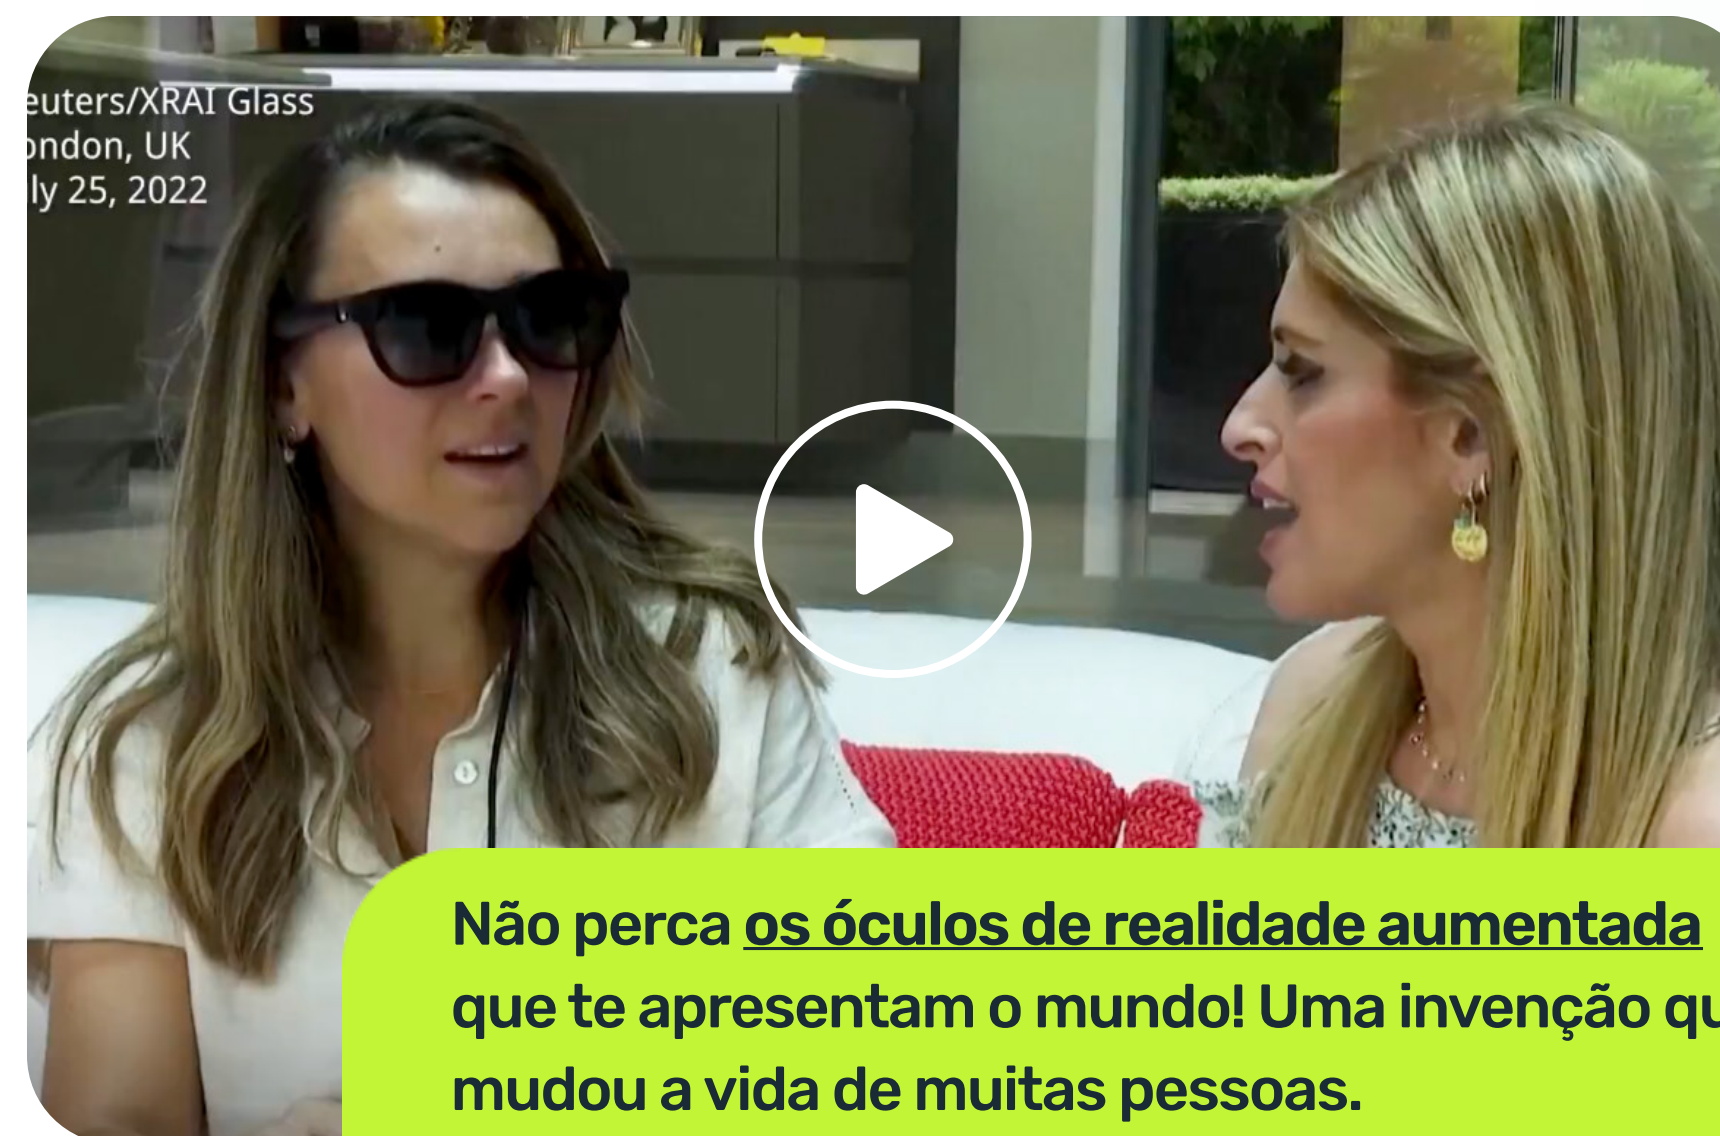 euters/XRAI Glass
ondon, UK
ly 25, 2022
Não perca os óculos de realidade aumentada
que te apresentam o mundo! Uma invenção qu
mudou a vida de muitas pessoas.